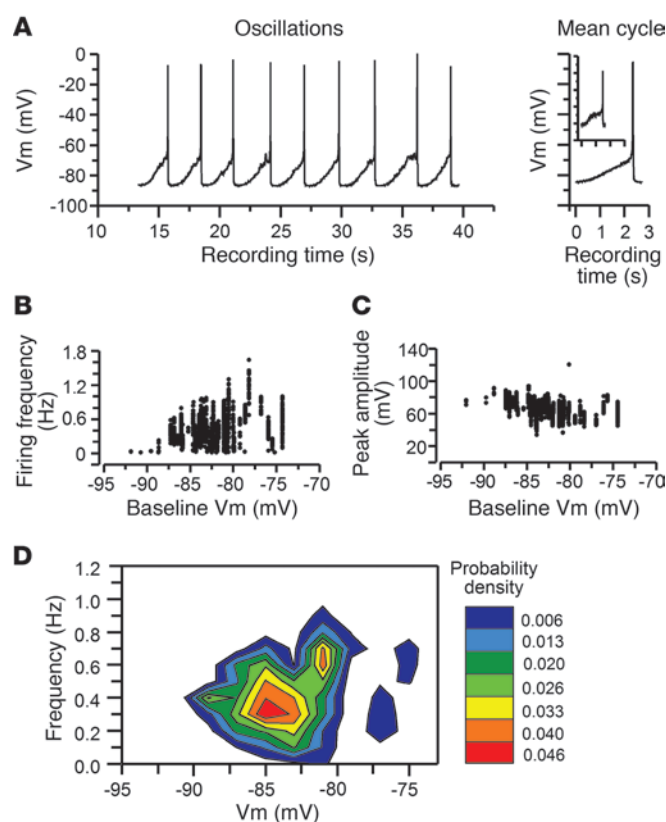 A
Oscillations
Mean cycle
Vm (mV)
0
-20
-40
-60
-80
-100
10
15
20
25
30
35
40
45
Recording time (s)
Vm (mV)
0
1
2
3
Recording
time (s)
B
Firing frequency
(Hz)
1.8
1.2
0.6
0
-95
-90
-85
-80
-75
-70
Baseline Vm (mV)
C
Peak amplitude
(mV)
140
100
60
20
-95
-90
-85
-80
-75
-70
Baseline Vm (mV)
D
Frequency (Hz)
1.2
1.0
0.8
0.6
0.4
0.2
0.0
-95
-90
-85
-80
-75
Vm (mV)
Probability
density
0.006
0.013
0.020
0.026
0.033
0.040
0.046